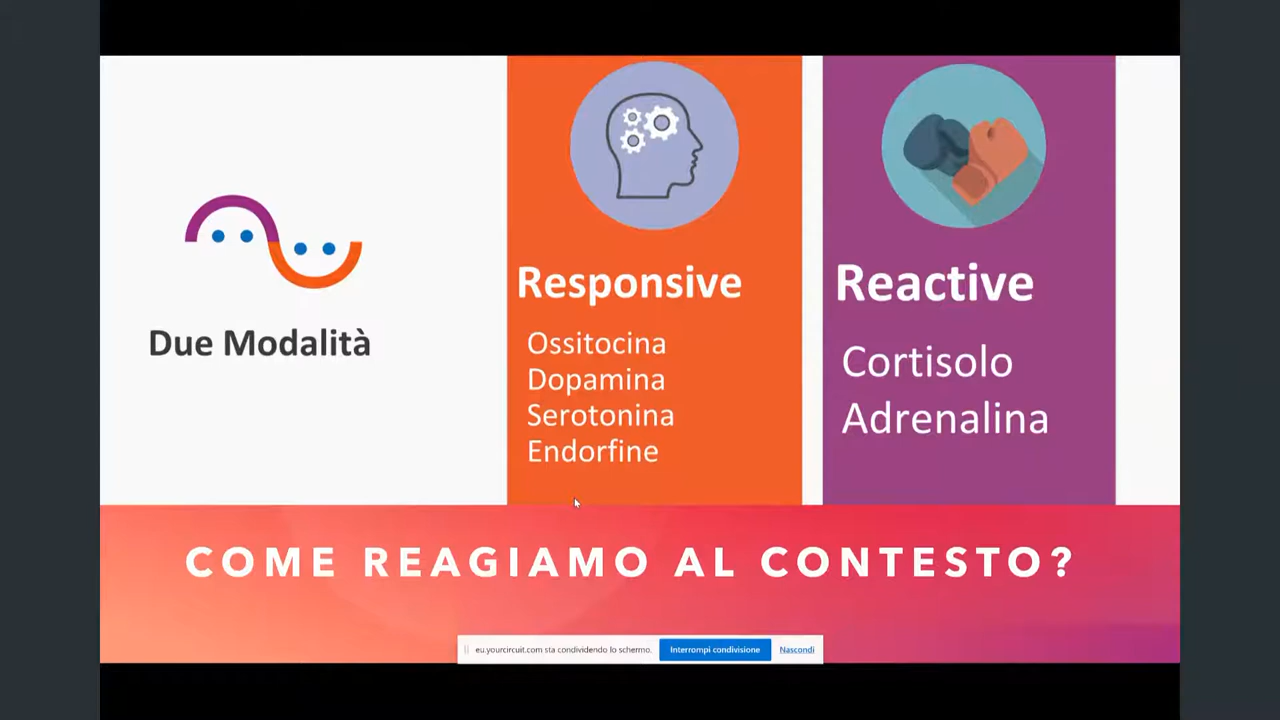 Due Modalità
Responsive
Ossitocina
Dopamina
Serotonina
Endorfine
Reactive
Cortisolo
Adrenalina
COME REAGIAMO AL CONTESTO?
eu.yourcircuit.com sta condividendo lo schermo. Interrompi condivisione Nascondi